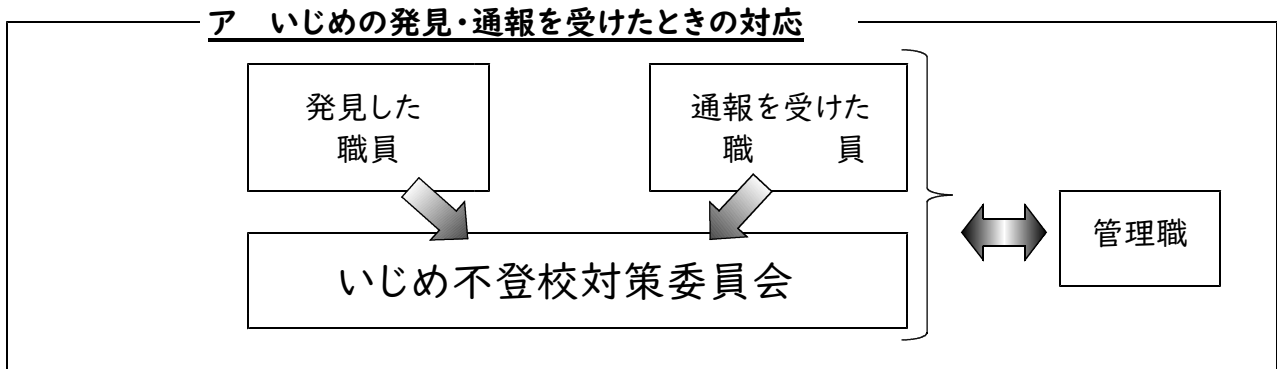 ア　いじめの発見・通報を受けたときの対応
発見した
職員
通報を受けた
職　　員
管理職
いじめ不登校対策委員会